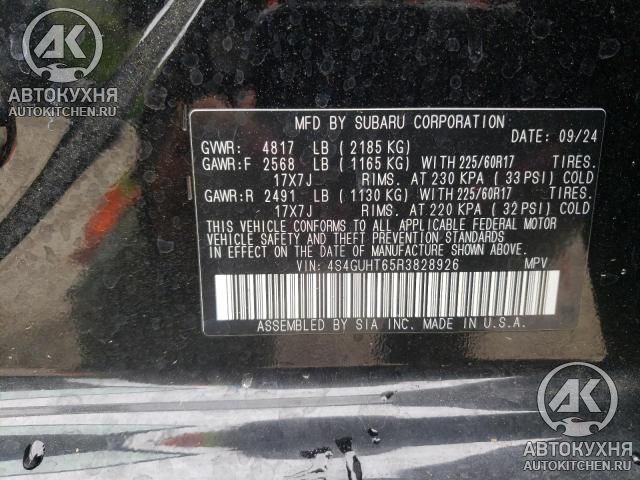 AK
АВТОКУХНЯ
AUTOKITCHEN.RU
MFD BY SUBARU CORPORATION
DATE: 09/24
GVWR: 4817 LB ( 2185 KG)
GAWR:F 2568 LB ( 1165 KG) WITH 225/60R17 TIRES.
17X7J RIMS. AT 230 KPA ( 33 PSI) COLD
GAWR:R 2491 LB ( 1130 KG) WITH 225/60R17 TIRES.
17X7J RIMS. AT 220 KPA ( 32 PSI) COLD
THIS VEHICLE CONFORMS TO ALL APPLICABLE FEDERAL MOTOR
VEHICLE SAFETY AND THEFT PREVENTION STANDARDS
IN EFFECT ON THE DATE OF MANUFACTURE SHOWN ABOVE.
VIN: 4S4GUHT65R3828926 MPV
ASSEMBLED BY SIA INC. MADE IN U.S.A.
AK
АВТОКУХНЯ
AUTOKITCHEN.RU